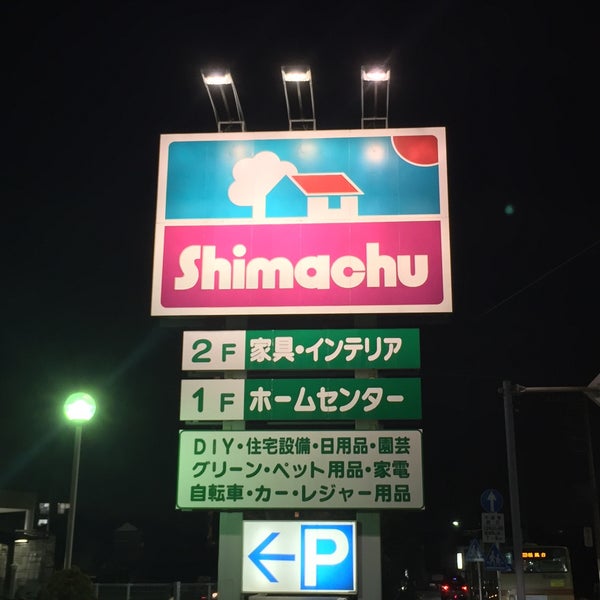 Shimachu
2F 家具・インテリア
1F ホームセンター
DIY・住宅設備・日用品・園芸
グリーン・ペット用品・家電
自転車・カー・レジャー用品
←P